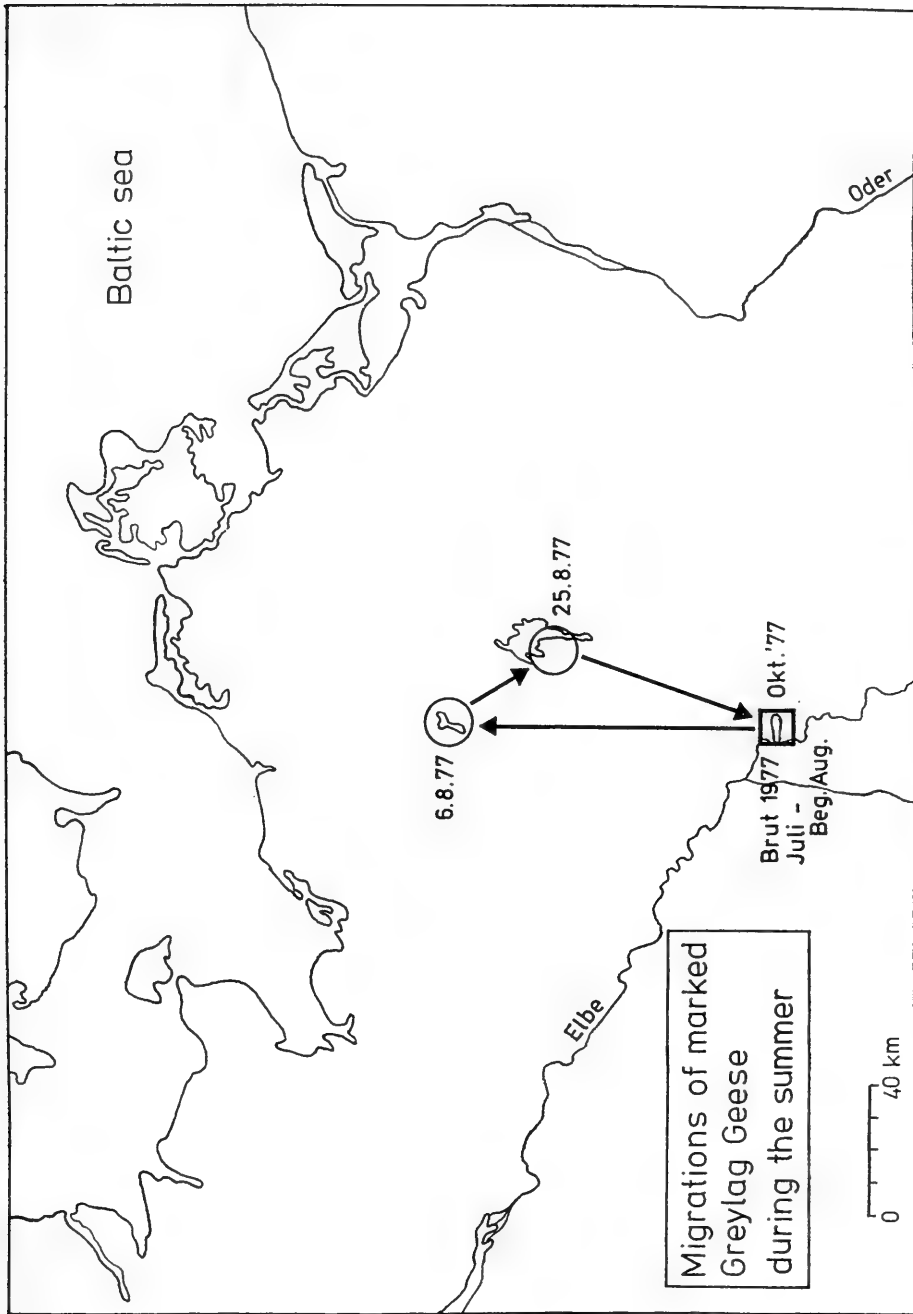 Baltic sea
Oder
25.8.77
6.8.77
Okt.'77
Brut 1977
Juli -
Beg. Aug.
Elbe
Migrations of marked
Greylag Geese
during the summer
0 40 km